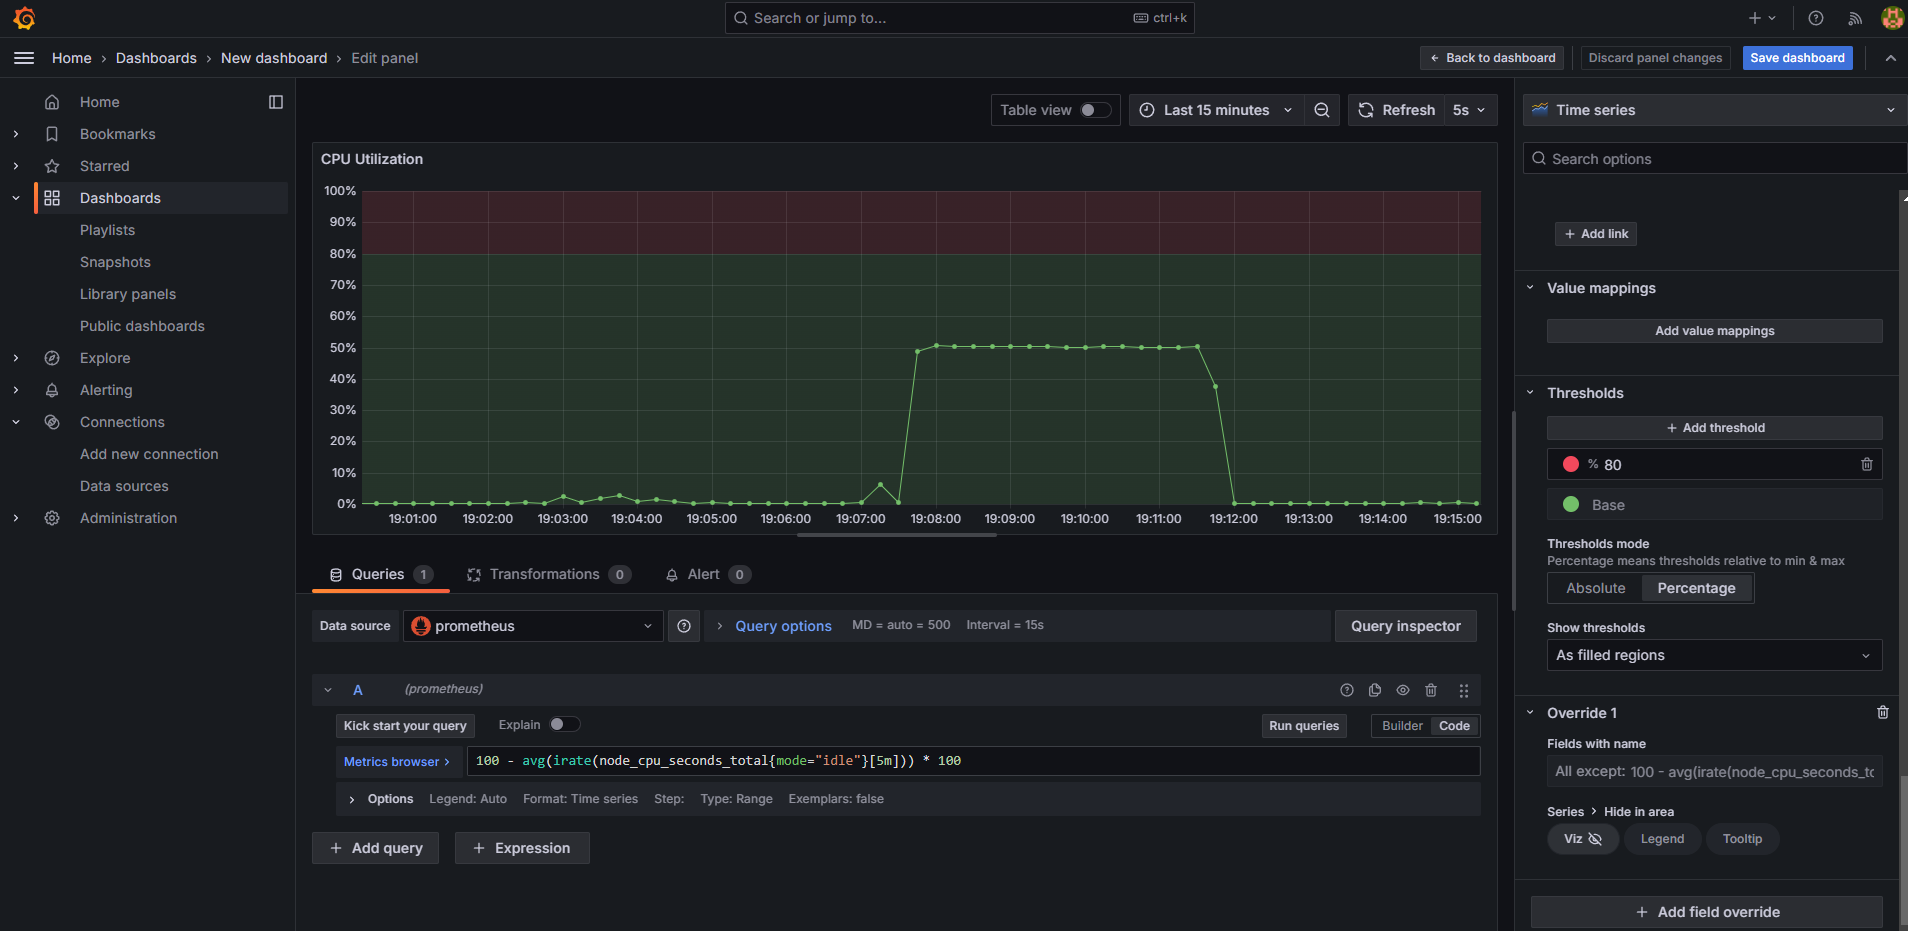 Search or jump to...
ctrl+k
Home › Dashboards › New dashboard › Edit panel
Back to dashboard
Discard panel changes
Save dashboard
Home
Bookmarks
Starred
Dashboards
Playlists
Snapshots
Library panels
Public dashboards
Explore
Alerting
Connections
Add new connection
Data sources
Administration
Table view
Last 15 minutes
Refresh
5s
CPU Utilization
100%
90%
80%
70%
60%
50%
40%
30%
20%
10%
0%
19:01:00 19:02:00 19:03:00 19:04:00 19:05:00 19:06:00 19:07:00 19:08:00 19:09:00 19:10:00 19:11:00 19:12:00 19:13:00 19:14:00 19:15:00
Queries 1
Transformations 0
Alert 0
Data source
prometheus
Query options
MD = auto = 500
Interval = 15s
Query inspector
A
(prometheus)
Kick start your query
Explain
Run queries
Builder
Code
Metrics browser >
100 - avg(irate(node_cpu_seconds_total{mode="idle"}[5m])) * 100
Options Legend: Auto Format: Time series Step: Type: Range Exemplars: false
+ Add query
+ Expression
Time series
Search options
+ Add link
Value mappings
Add value mappings
Thresholds
+ Add threshold
% 80
Base
Thresholds mode
Percentage means thresholds relative to min & max
Absolute
Percentage
Show thresholds
As filled regions
Override 1
Fields with name
All except: 100 - avg(irate(node_cpu_seconds_tc
Series > Hide in area
Viz
Legend
Tooltip
+ Add field override